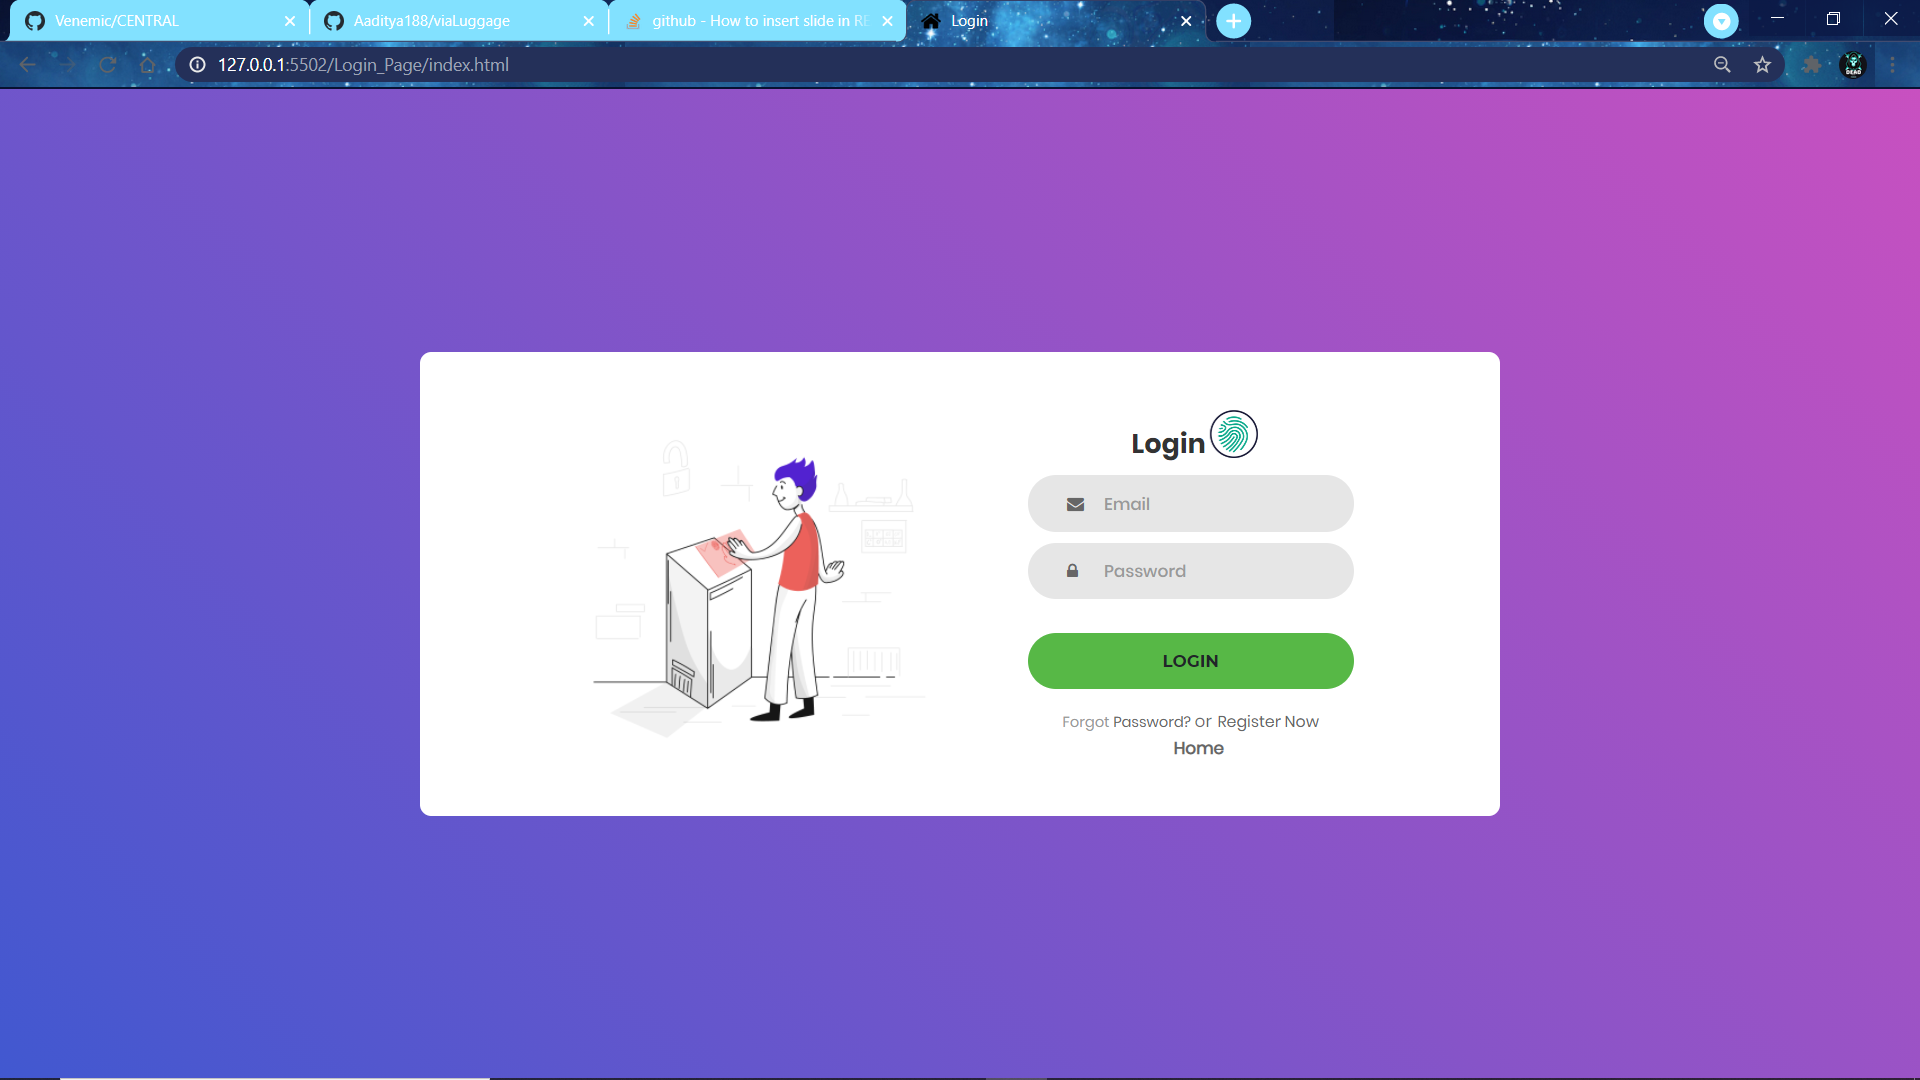 Venemic/CENTRAL
Aaditya188/viaLuggage
github - How to insert slide in RE
Login
127.0.0.1:5502/Login_Page/index.html
Login
Email
Password
LOGIN
Forgot Password? or Register Now
Home